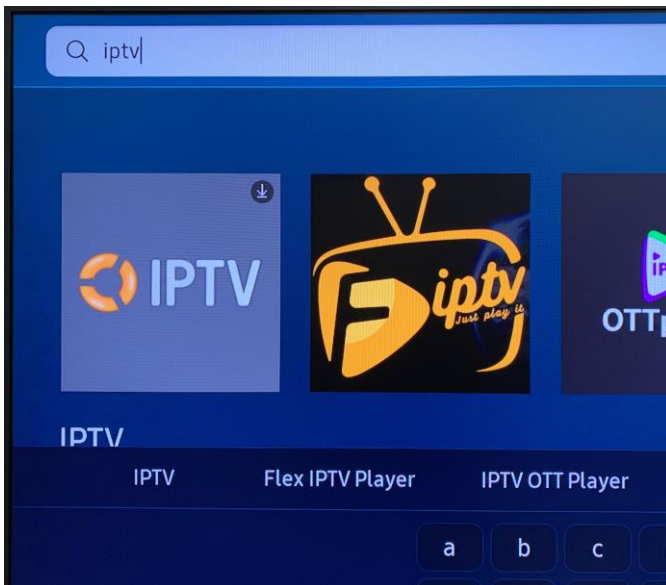 iptv
IPTV
iptv
Just play it
OTT
IPTV
IPTV Flex IPTV Player IPTV OTT Player
a b c